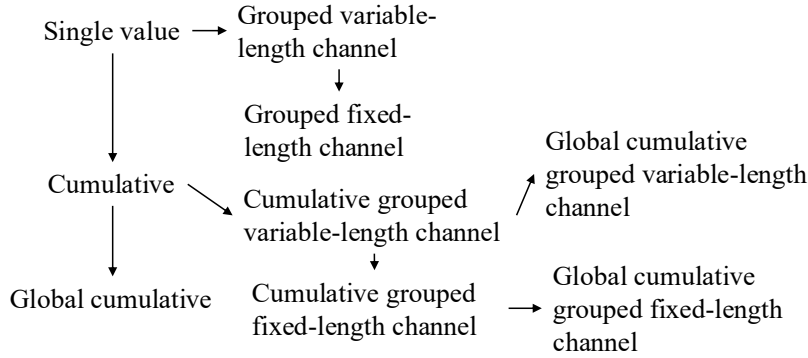 Single value
Grouped variable-
length channel
Grouped fixed-
length channel
Cumulative
Cumulative grouped
variable-length channel
Global cumulative
grouped variable-length
channel
Global cumulative
Cumulative grouped
fixed-length channel
Global cumulative
grouped fixed-length
channel